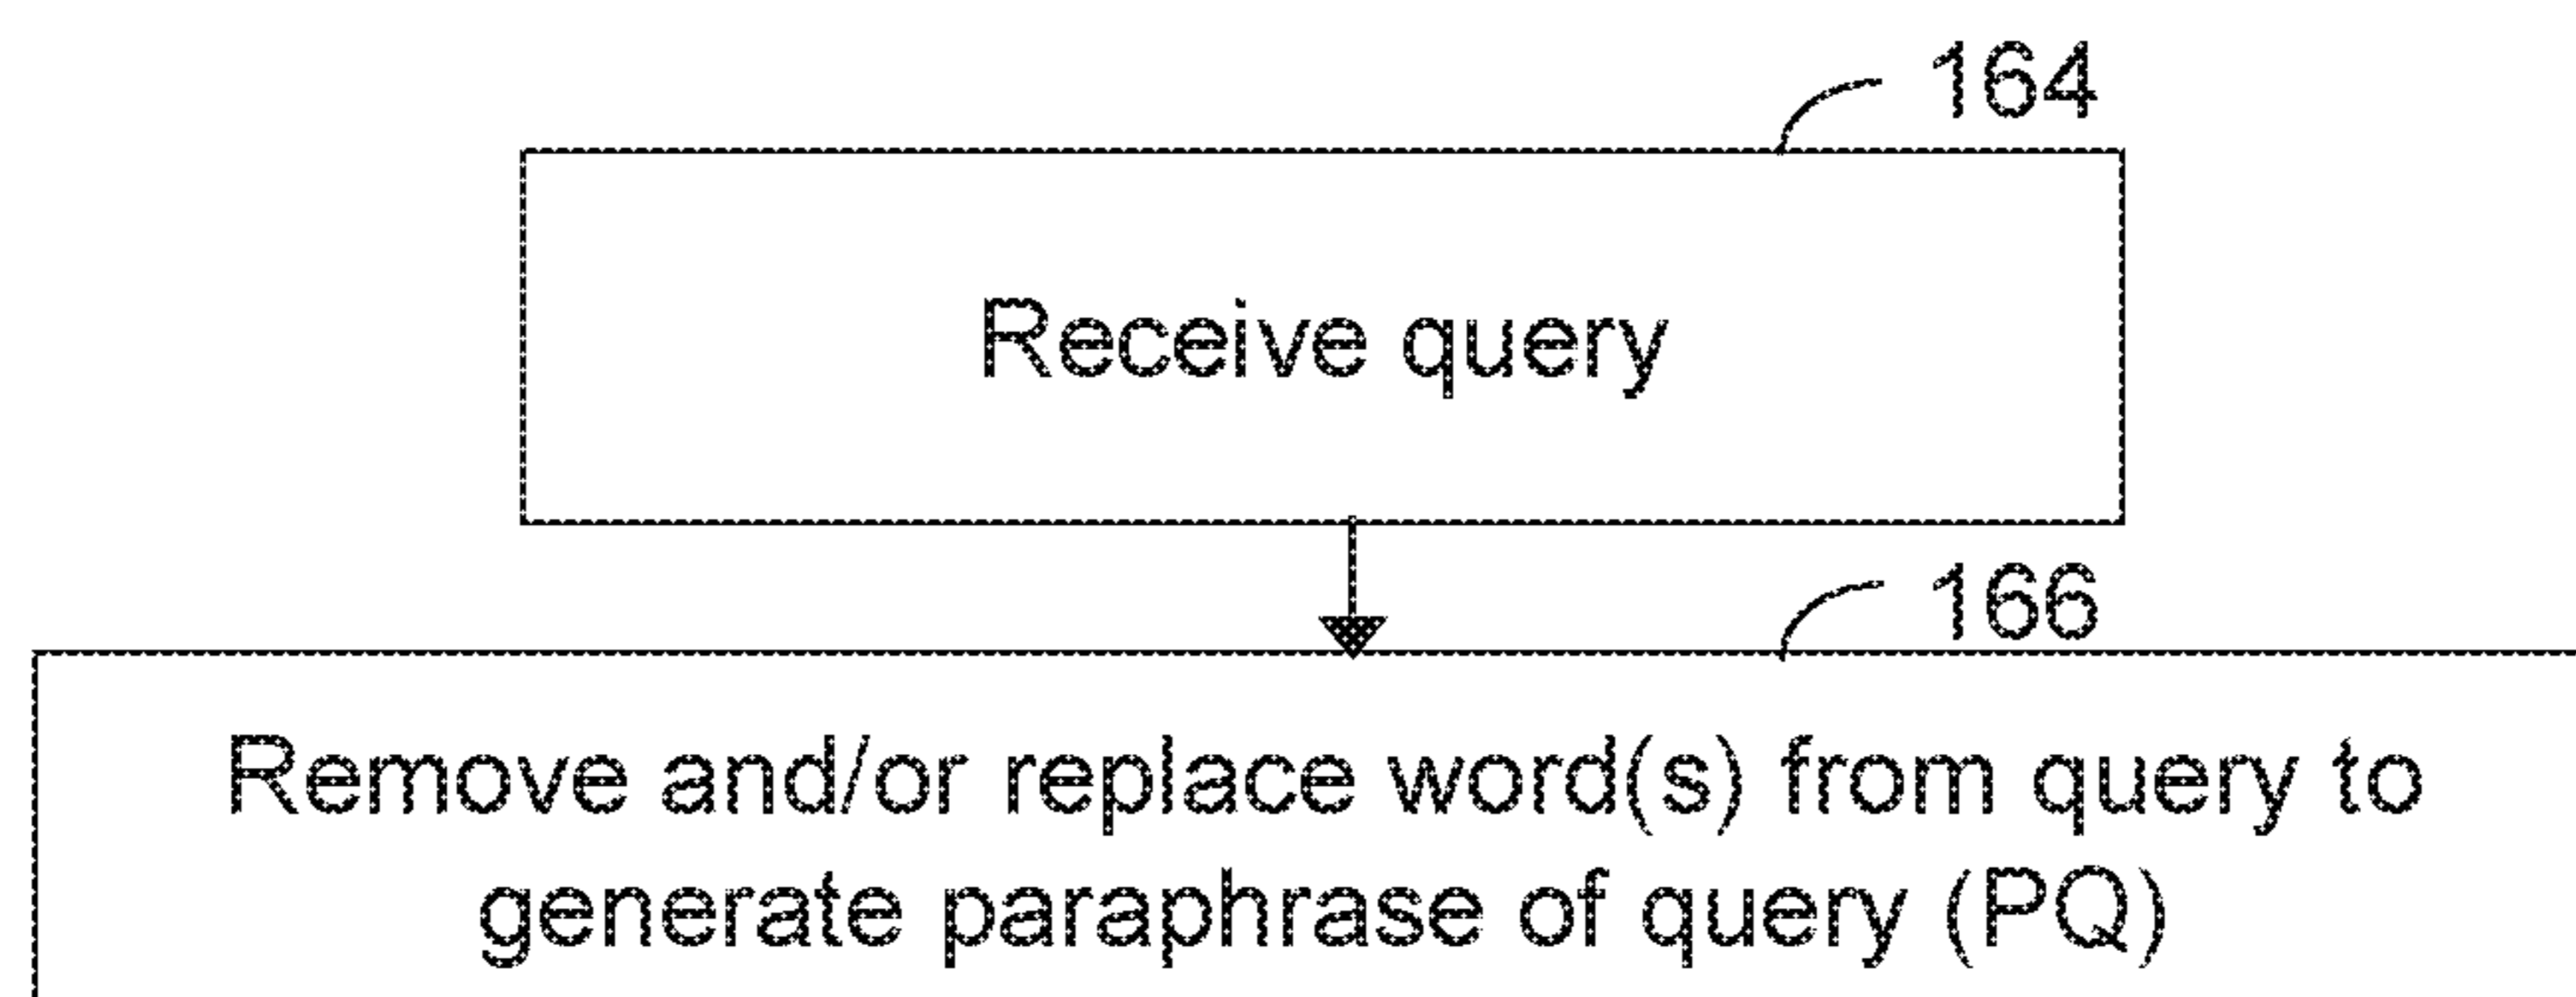 164
Receive query
166
Remove and/or replace word(s) from query to
generate paraphrase of query (PQ)